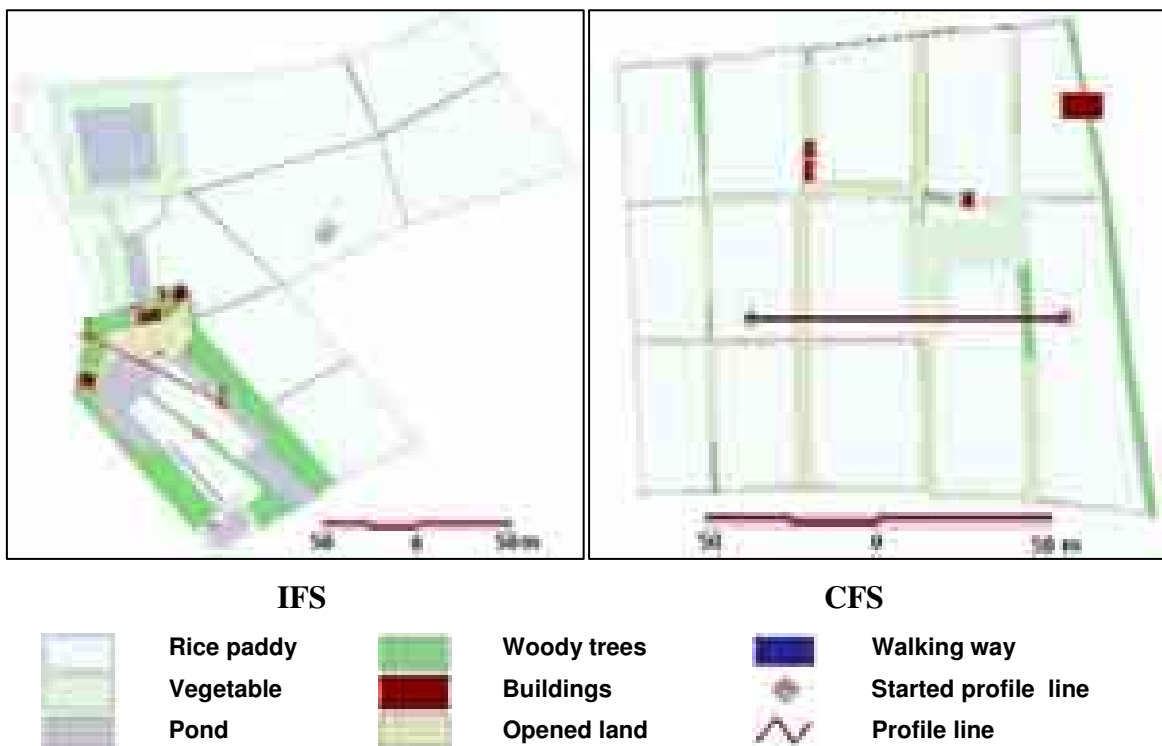 50 0 50 m
50 0 50 m
IFS CFS
Rice paddy Woody trees Walking way
Vegetable Buildings Started profile line
Pond Opened land Profile line